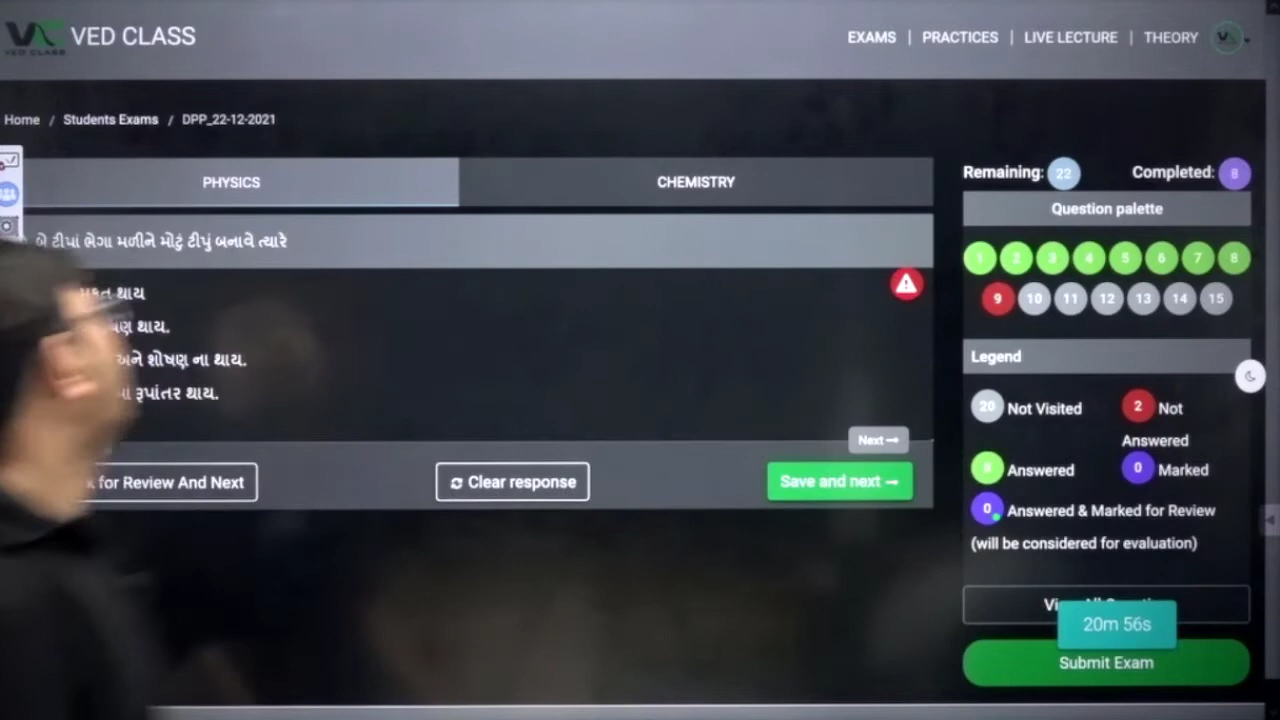 VED CLASS
VED CLASS
EXAMS | PRACTICES | LIVE LECTURE | THEORY
Home / Students Exams / DPP_22-12-2021
PHYSICS
CHEMISTRY
બે ટીપાં ભેગા મળીને મોટું ટીપું બનાવે ત્યારે
થાય
થાય.
અને શોષણ ના થાય.
રૂપાંતર થાય.
Next →
for Review And Next
Clear response
Save and next →
Remaining: 22
Completed: 8
Question palette
1 2 3 4 5 6 7 8
9 10 11 12 13 14 15
Legend
20 Not Visited
2 Not Answered
8 Answered
0 Marked
0 Answered & Marked for Review
(will be considered for evaluation)
20m 56s
Submit Exam